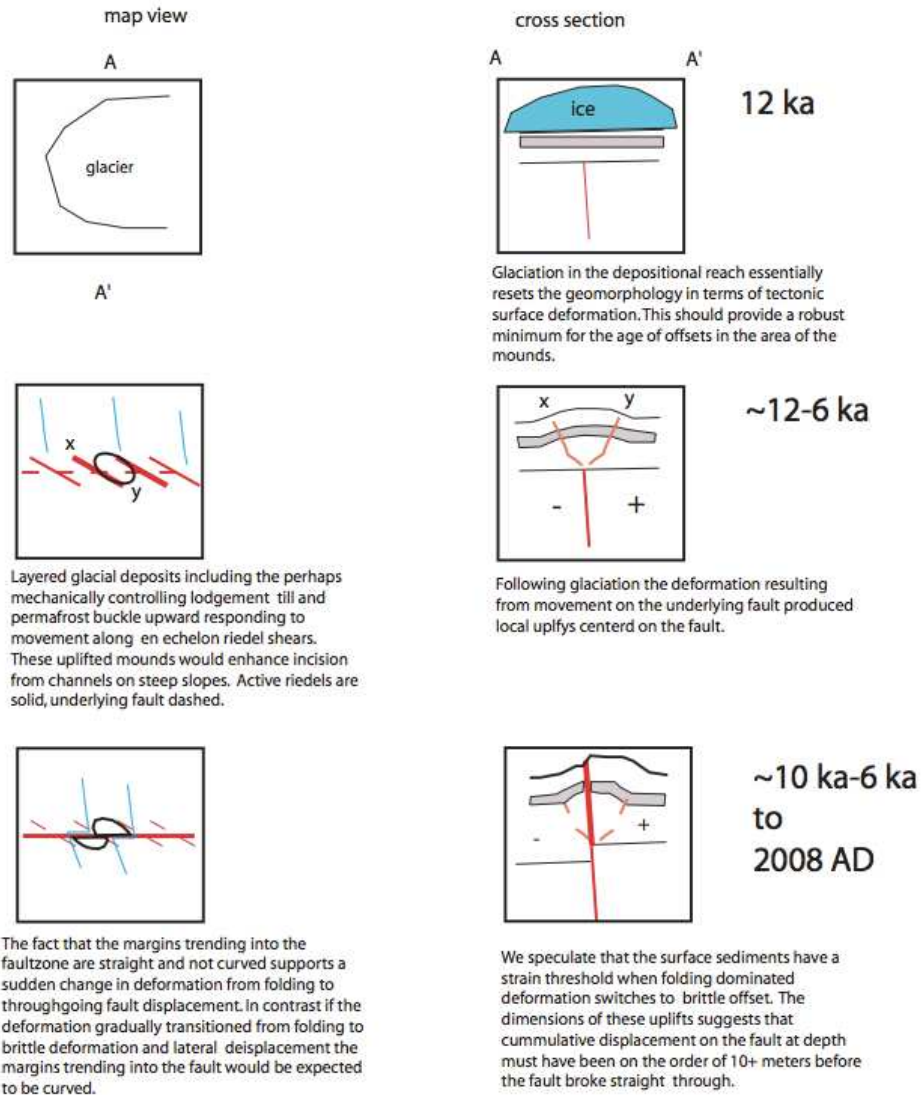 map view
cross section
A
A
A'
glacier
ice
12 ka
A'
Glaciation in the depositional reach essentially
resets the geomorphology in terms of tectonic
surface deformation. This should provide a robust
minimum for the age of offsets in the area of the
mounds.
x
y
x
y
-
+
~12-6 ka
Layered glacial deposits including the perhaps
mechanically controlling lodgement till and
permafrost buckle upward responding to
movement along en echelon riedel shears.
These uplifted mounds would enhance incision
from channels on steep slopes. Active riedels are
solid, underlying fault dashed.
Following glaciation the deformation resulting
from movement on the underlying fault produced
local uplfys centerd on the fault.
-
+
~10 ka-6 ka
to
2008 AD
The fact that the margins trending into the
faultzone are straight and not curved supports a
sudden change in deformation from folding to
throughgoing fault displacement. In contrast if the
deformation gradually transitioned from folding to
brittle deformation and lateral deisplacement the
margins trending into the fault would be expected
to be curved.
We speculate that the surface sediments have a
strain threshold when folding dominated
deformation switches to brittle offset. The
dimensions of these uplifts suggests that
cummulative displacement on the fault at depth
must have been on the order of 10+ meters before
the fault broke straight through.